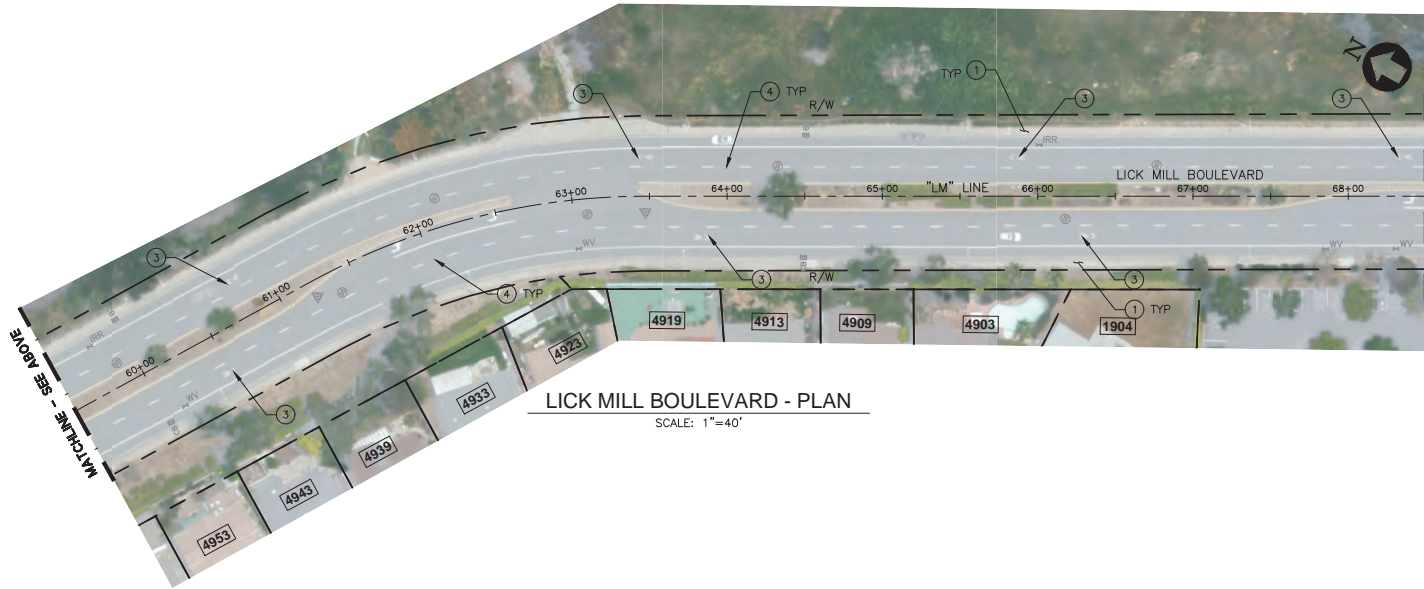 N
TYP 1
3
4 TYP
3
3
R/W
IRR
LICK MILL BOULEVARD
63+00
64+00
65+00
"LM" LINE
66+00
67+00
68+00
62+00
WV
3
61+00
4 TYP
3
R/W
3
WV
WV
1 TYP
IRR
60+00
WV
3
MATCHLINE - SEE ABOVE
4919
4913
4909
4903
1904
4923
4933
4939
4943
4953
LICK MILL BOULEVARD - PLAN
SCALE: 1"=40'